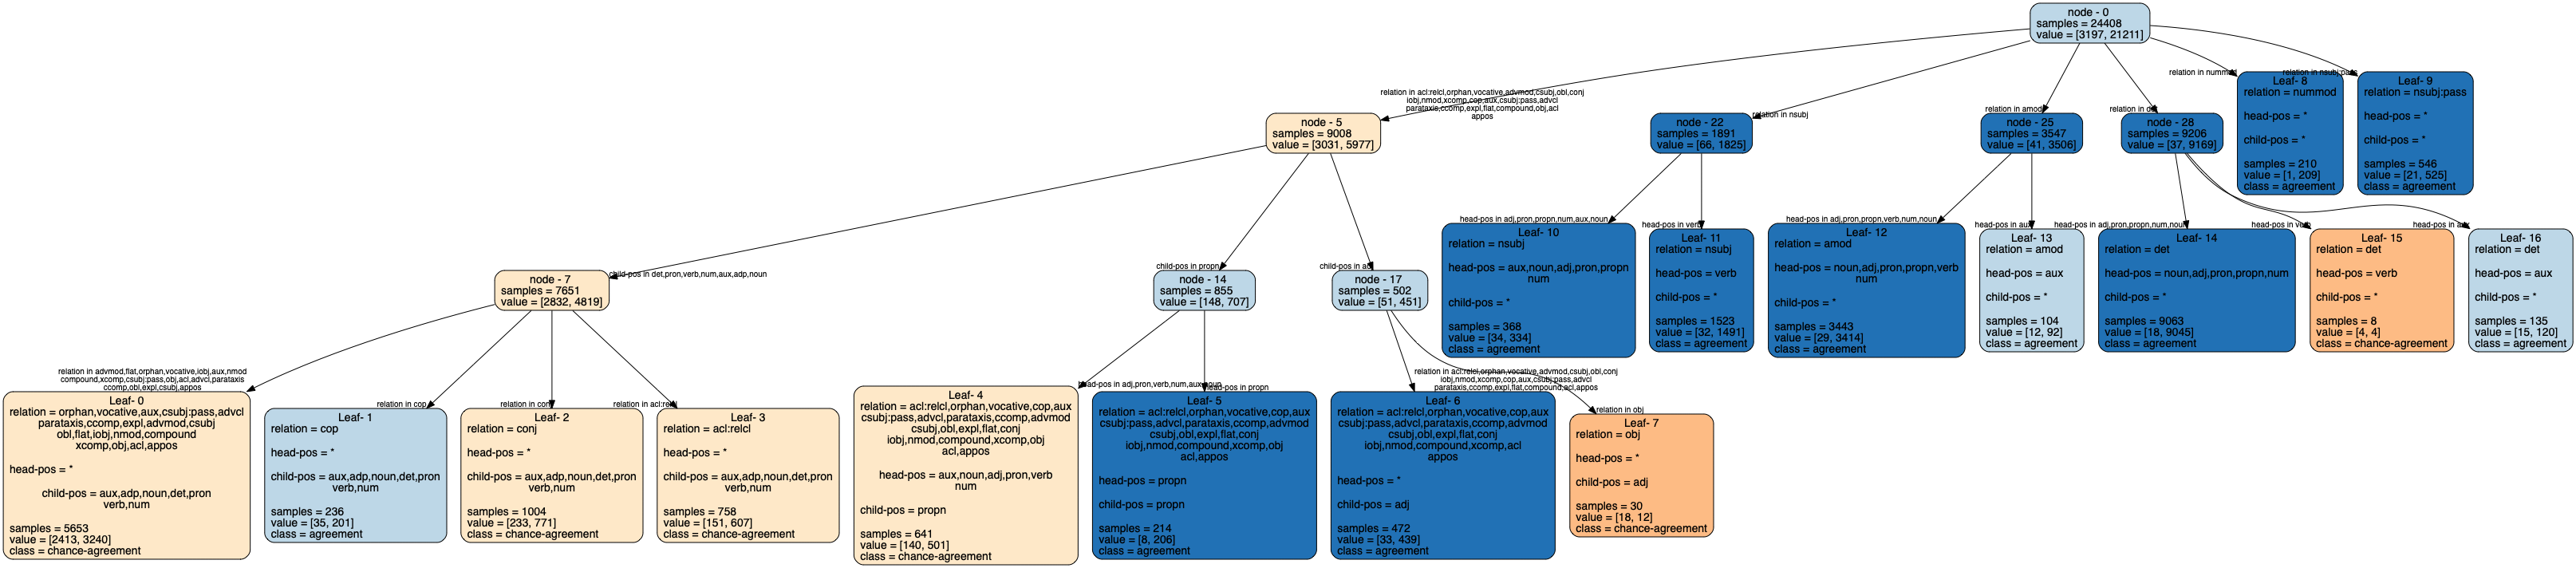 node - 0
samples = 24408
value = [3197, 21211]
relation in acl:relcl,orphan,vocative,advmod,csubj,obl,conj
iobj,nmod,xcomp,cop,aux,csubj:pass,advcl
parataxis,ccomp,expl,flat,compound,obj,acl
appos
node - 5
samples = 9008
value = [3031, 5977]
relation in nsubj
node - 22
samples = 1891
value = [66, 1825]
relation in amod
node - 25
samples = 3547
value = [41, 3506]
relation in det
node - 28
samples = 9206
value = [37, 9169]
relation in nummod
Leaf- 8
relation = nummod
head-pos = *
child-pos = *
samples = 210
value = [1, 209]
class = agreement
relation in nsubj:pass
Leaf- 9
relation = nsubj:pass
head-pos = *
child-pos = *
samples = 546
value = [21, 525]
class = agreement
child-pos in det,pron,verb,num,aux,adp,noun
node - 7
samples = 7651
value = [2832, 4819]
child-pos in propn
node - 14
samples = 855
value = [148, 707]
child-pos in adj
node - 17
samples = 502
value = [51, 451]
head-pos in adj,pron,propn,num,aux,noun
Leaf- 10
relation = nsubj
head-pos = aux,noun,adj,pron,propn
num
child-pos = *
samples = 368
value = [34, 334]
class = agreement
head-pos in verb
Leaf- 11
relation = nsubj
head-pos = verb
child-pos = *
samples = 1523
value = [32, 1491]
class = agreement
head-pos in adj,pron,propn,verb,num,noun
Leaf- 12
relation = amod
head-pos = noun,adj,pron,propn,verb
num
child-pos = *
samples = 3443
value = [29, 3414]
class = agreement
head-pos in aux
Leaf- 13
relation = amod
head-pos = aux
child-pos = *
samples = 104
value = [12, 92]
class = agreement
head-pos in adj,pron,propn,num,noun
Leaf- 14
relation = det
head-pos = noun,adj,pron,propn,num
child-pos = *
samples = 9063
value = [18, 9045]
class = agreement
head-pos in verb
Leaf- 15
relation = det
head-pos = verb
child-pos = *
samples = 8
value = [4, 4]
class = chance-agreement
head-pos in aux
Leaf- 16
relation = det
head-pos = aux
child-pos = *
samples = 135
value = [15, 120]
class = agreement
relation in advmod,flat,orphan,vocative,iobj,aux,nmod
compound,xcomp,csubj:pass,obj,acl,advcl,parataxis
ccomp,obl,expl,csubj,appos
Leaf- 0
relation = orphan,vocative,aux,csubj:pass,advcl
parataxis,ccomp,expl,advmod,csubj
obl,flat,iobj,nmod,compound
xcomp,obj,acl,appos
head-pos = *
child-pos = aux,adp,noun,det,pron
verb,num
samples = 5653
value = [2413, 3240]
class = chance-agreement
relation in cop
Leaf- 1
relation = cop
head-pos = *
child-pos = aux,adp,noun,det,pron
verb,num
samples = 236
value = [35, 201]
class = agreement
relation in conj
Leaf- 2
relation = conj
head-pos = *
child-pos = aux,adp,noun,det,pron
verb,num
samples = 1004
value = [233, 771]
class = chance-agreement
relation in acl:relcl
Leaf- 3
relation = acl:relcl
head-pos = *
child-pos = aux,adp,noun,det,pron
verb,num
samples = 758
value = [151, 607]
class = chance-agreement
head-pos in adj,pron,verb,num,aux,noun
Leaf- 4
relation = acl:relcl,orphan,vocative,cop,aux
csubj:pass,advcl,parataxis,ccomp,advmod
csubj,obl,expl,flat,conj
iobj,nmod,compound,xcomp,obj
acl,appos
head-pos = aux,noun,adj,pron,verb
num
child-pos = propn
samples = 641
value = [140, 501]
class = chance-agreement
head-pos in propn
Leaf- 5
relation = acl:relcl,orphan,vocative,cop,aux
csubj:pass,advcl,parataxis,ccomp,advmod
csubj,obl,expl,flat,conj
iobj,nmod,compound,xcomp,obj
acl,appos
head-pos = propn
child-pos = propn
samples = 214
value = [8, 206]
class = agreement
relation in acl:relcl,orphan,vocative,advmod,csubj,obl,conj
iobj,nmod,xcomp,cop,aux,csubj:pass,advcl
parataxis,ccomp,expl,flat,compound,acl,appos
Leaf- 6
relation = acl:relcl,orphan,vocative,cop,aux
csubj:pass,advcl,parataxis,ccomp,advmod
csubj,obl,expl,flat,conj
iobj,nmod,compound,xcomp,acl
appos
head-pos = *
child-pos = adj
samples = 472
value = [33, 439]
class = agreement
relation in obj
Leaf- 7
relation = obj
head-pos = *
child-pos = adj
samples = 30
value = [18, 12]
class = chance-agreement